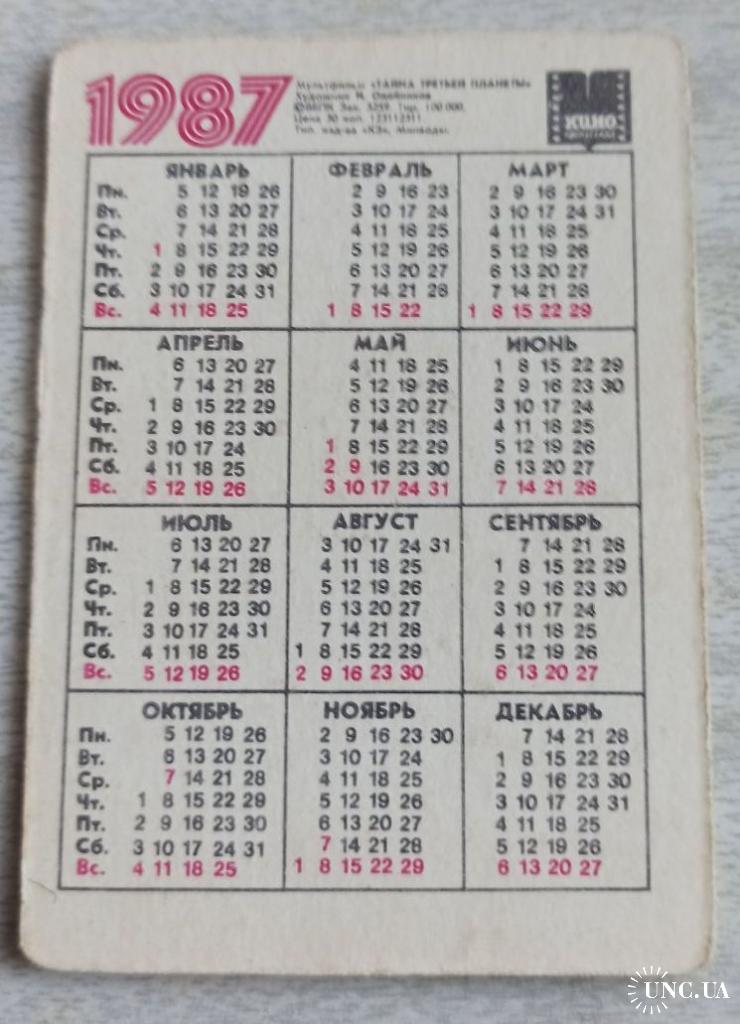 1987
Мультфильм «ТАЙНА ТРЕТЬЕЙ ПЛАНЕТЫ»
Художник Н.
Зак. 3259. Тир. 100 000.
Цена 30 коп.
Тип. изд-ва «КЗ», Минводы.
КИНО
ЯНВАРЬ ФЕВРАЛЬ МАРТ
Пн. 5 12 19 26 2 9 16 23 2 9 16 23 30
Вт. 6 13 20 27 3 10 17 24 3 10 17 24 31
Ср. 7 14 21 28 4 11 18 25 4 11 18 25
Чт. 1 8 15 22 29 5 12 19 26 5 12 19 26
Пт. 2 9 16 23 30 6 13 20 27 6 13 20 27
Сб. 3 10 17 24 31 7 14 21 28 7 14 21 28
Вс. 4 11 18 25 1 8 15 22 1 8 15 22 29
АПРЕЛЬ МАЙ ИЮНЬ
Пн. 6 13 20 27 4 11 18 25 1 8 15 22 29
Вт. 7 14 21 28 5 12 19 26 2 9 16 23 30
Ср. 1 8 15 22 29 6 13 20 27 3 10 17 24
Чт. 2 9 16 23 30 7 14 21 28 4 11 18 25
Пт. 3 10 17 24 1 8 15 22 29 5 12 19 26
Сб. 4 11 18 25 2 9 16 23 30 6 13 20 27
Вс. 5 12 19 26 3 10 17 24 31 7 14 21 28
ИЮЛЬ АВГУСТ СЕНТЯБРЬ
Пн. 6 13 20 27 3 10 17 24 31 7 14 21 28
Вт. 7 14 21 28 4 11 18 25 1 8 15 22 29
Ср. 1 8 15 22 29 5 12 19 26 2 9 16 23 30
Чт. 2 9 16 23 30 6 13 20 27 3 10 17 24
Пт. 3 10 17 24 31 7 14 21 28 4 11 18 25
Сб. 4 11 18 25 1 8 15 22 29 5 12 19 26
Вс. 5 12 19 26 2 9 16 23 30 6 13 20 27
ОКТЯБРЬ НОЯБРЬ ДЕКАБРЬ
Пн. 5 12 19 26 2 9 16 23 30 7 14 21 28
Вт. 6 13 20 27 3 10 17 24 1 8 15 22 29
Ср. 7 14 21 28 4 11 18 25 2 9 16 23 30
Чт. 1 8 15 22 29 5 12 19 26 3 10 17 24 31
Пт. 2 9 16 23 30 6 13 20 27 4 11 18 25
Сб. 3 10 17 24 31 7 14 21 28 5 12 19 26
Вс. 4 11 18 25 1 8 15 22 29 6 13 20 27
UNC.UA